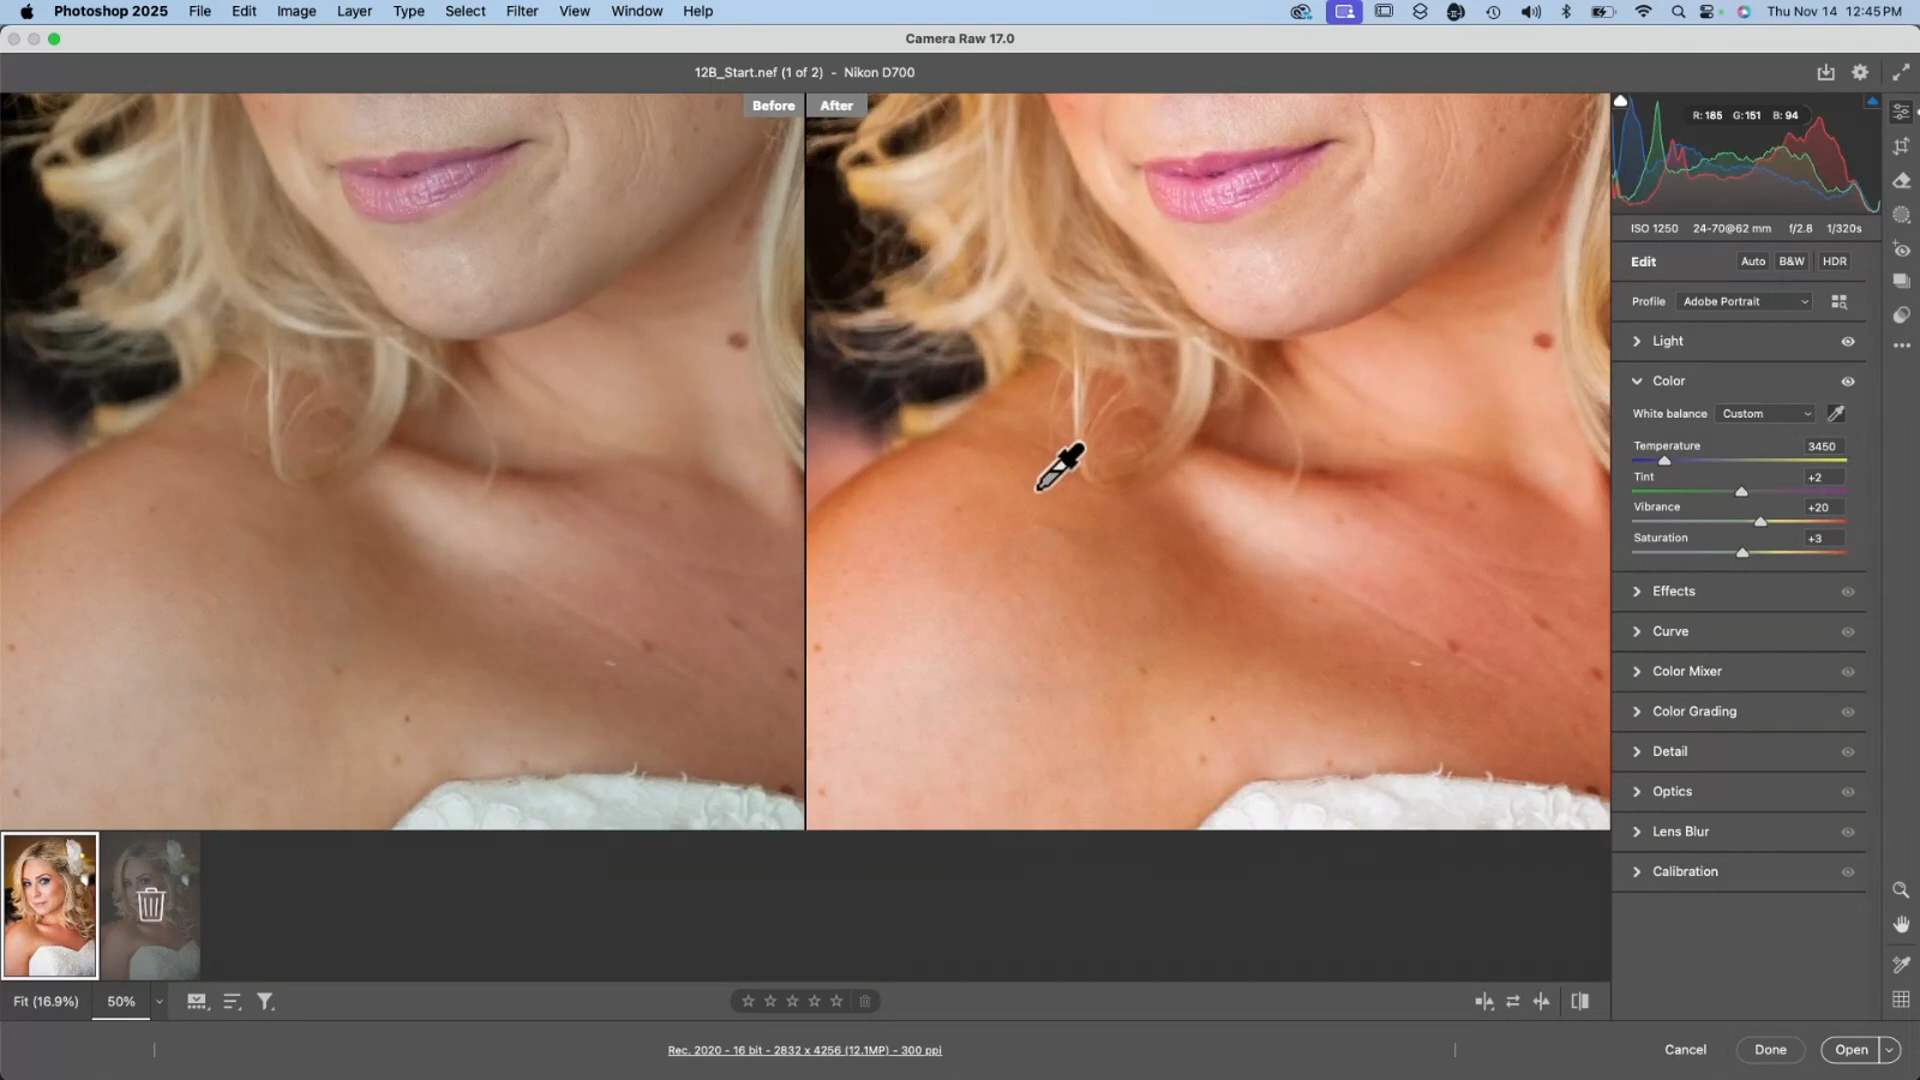 Photoshop 2025 File Edit Image Layer Type Select Filter View Window Help Thu Nov 14 12:45 PM
Camera Raw 17.0
12B_Start.nef (1 of 2) - Nikon D700
Before After
R: 185 G: 151 B: 94
ISO 1250 24-70@62 mm f/2.8 1/320s
Edit Auto B&W HDR
Profile Adobe Portrait
Light
Color
White balance Custom
Temperature 3450
Tint +2
Vibrance +20
Saturation +3
Effects
Curve
Color Mixer
Color Grading
Detail
Optics
Lens Blur
Calibration
Fit (16.9%) 50%
Rec. 2020 - 16 bit - 2832 x 4256 (12.1MP) - 300 ppi
Cancel Done Open